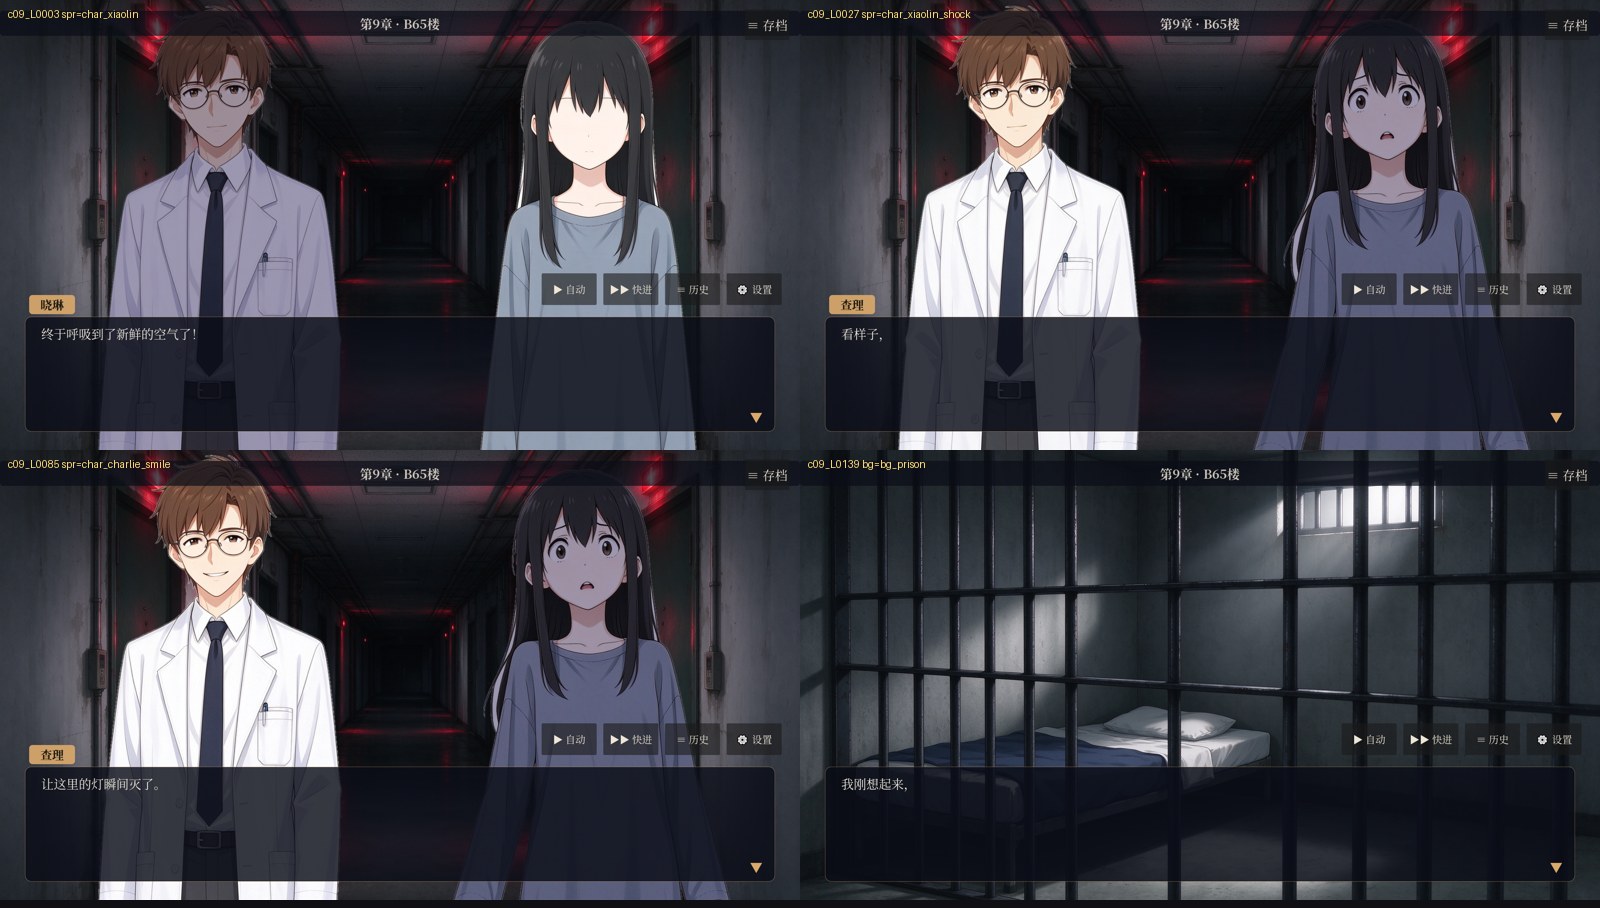 c09_L0003 spr=char_xiaolin
第9章 · B65楼
≡ 存档
▶ 自动
▶▶ 快进
≡ 历史
设置
晓琳
终于呼吸到了新鲜的空气了!
c09_L0027 spr=char_xiaolin_shock
第9章 · B65楼
≡ 存档
▶ 自动
▶▶ 快进
≡ 历史
设置
查理
看样子,
c09_L0085 spr=char_charlie_smile
第9章 · B65楼
≡ 存档
▶ 自动
▶▶ 快进
≡ 历史
设置
查理
让这里的灯瞬间灭了。
c09_L0139 bg=bg_prison
第9章 · B65楼
≡ 存档
▶ 自动
▶▶ 快进
≡ 历史
设置
我刚想起来,